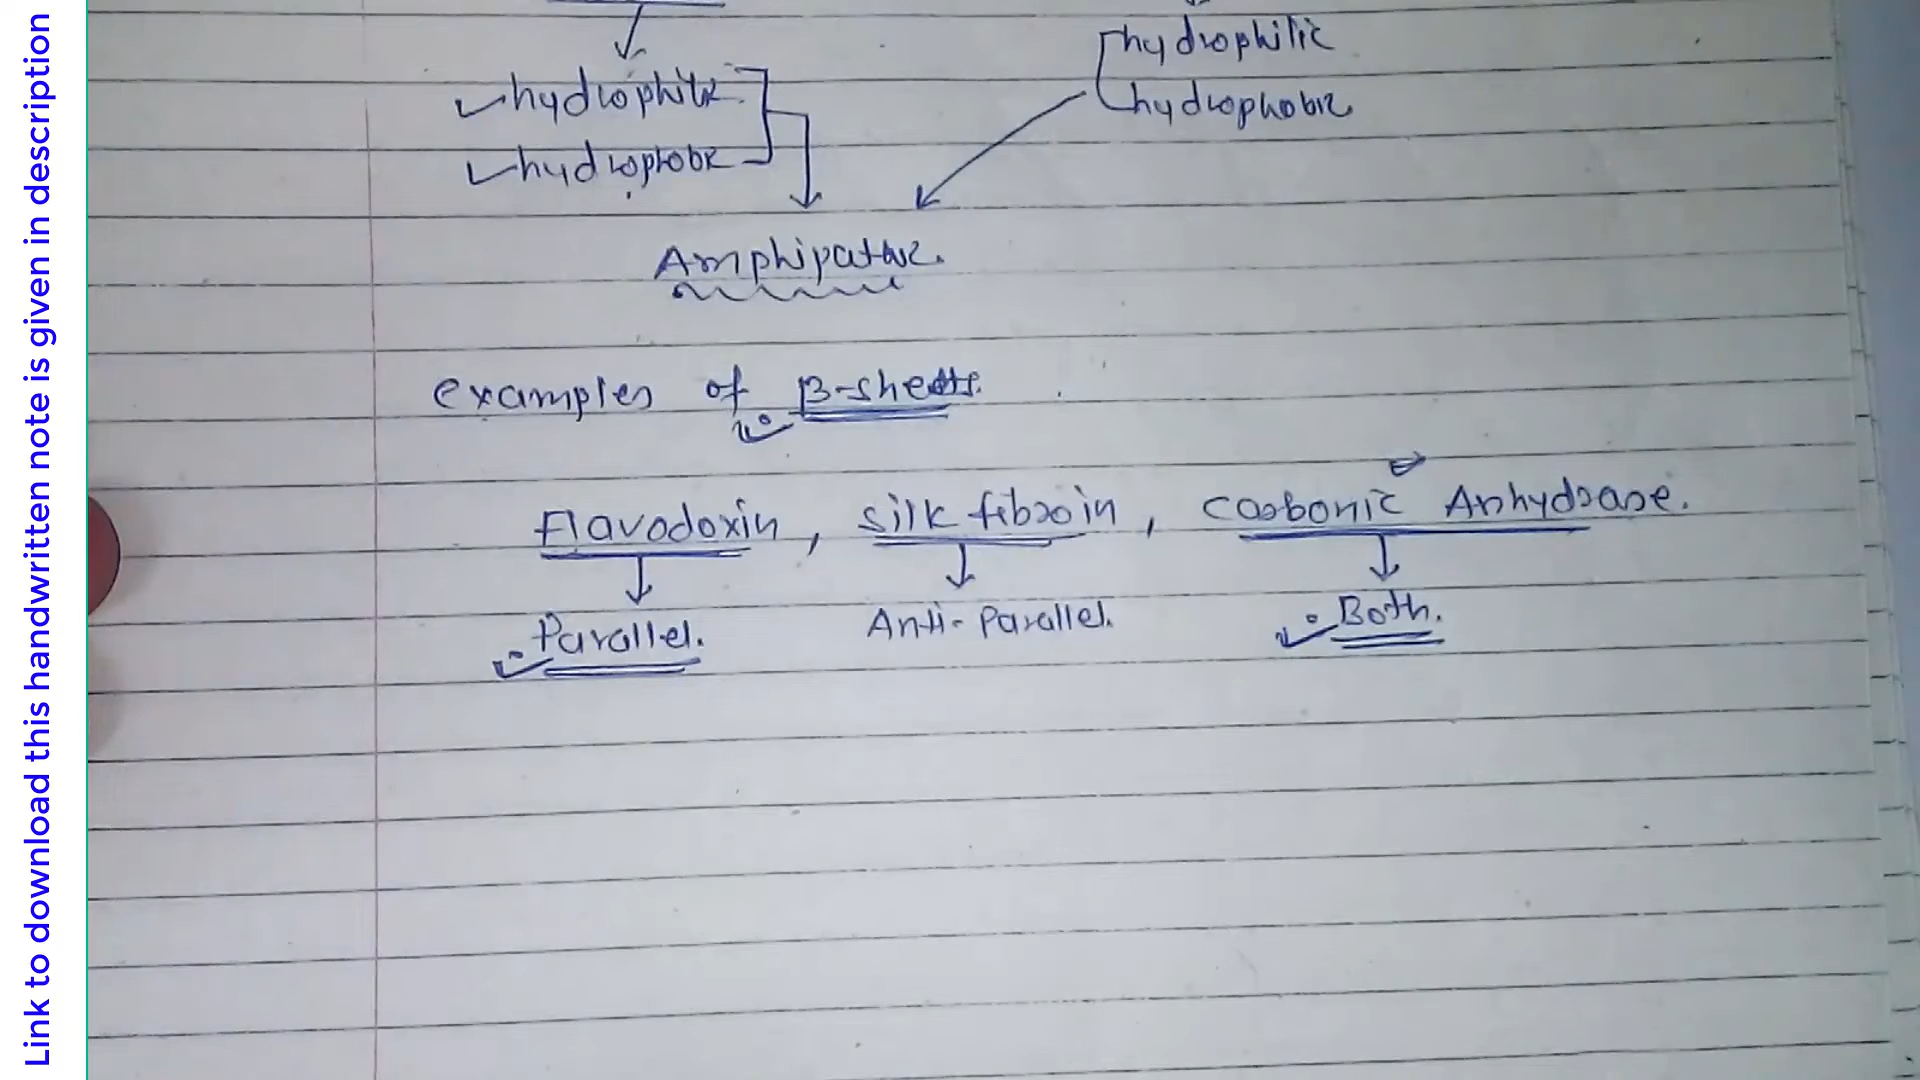 hydrophilic
hydrophobic
hydrophilic
hydrophobic
Amphipathic.
examples of β-sheets.
Flavodoxin, silk fibroin, carbonic Anhydrase.
Parallel. Anti-Parallel. Both.
Link to download this handwritten note is given in description